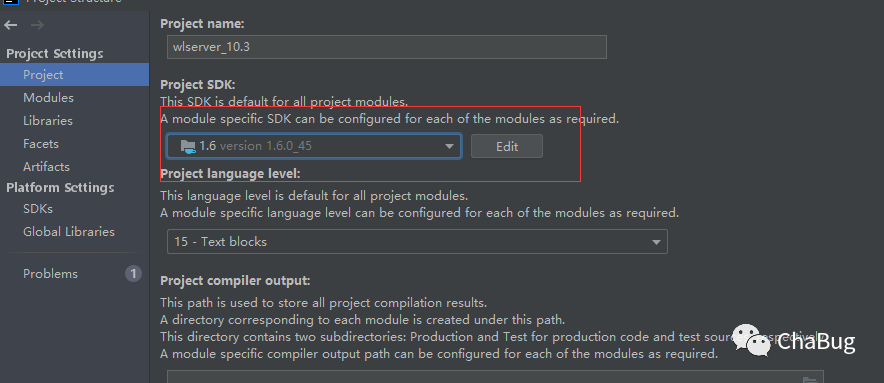 Project Structure
Project name:
wlserver_10.3
Project Settings
Project
Modules
Libraries
Facets
Artifacts
Platform Settings
SDKs
Global Libraries
Problems
1
Project SDK:
This SDK is default for all project modules.
A module specific SDK can be configured for each of the modules as required.
1.6 version 1.6.0_45
Edit
Project language level:
This language level is default for all project modules.
A module specific language level can be configured for each of the modules as required.
15 - Text blocks
Project compiler output:
This path is used to store all project compilation results.
A directory corresponding to each module is created under this path.
This directory contains two subdirectories: Production and Test for production code and test sources, respectively.
A module specific compiler output path can be configured for each of the modules as required.
ChaBug